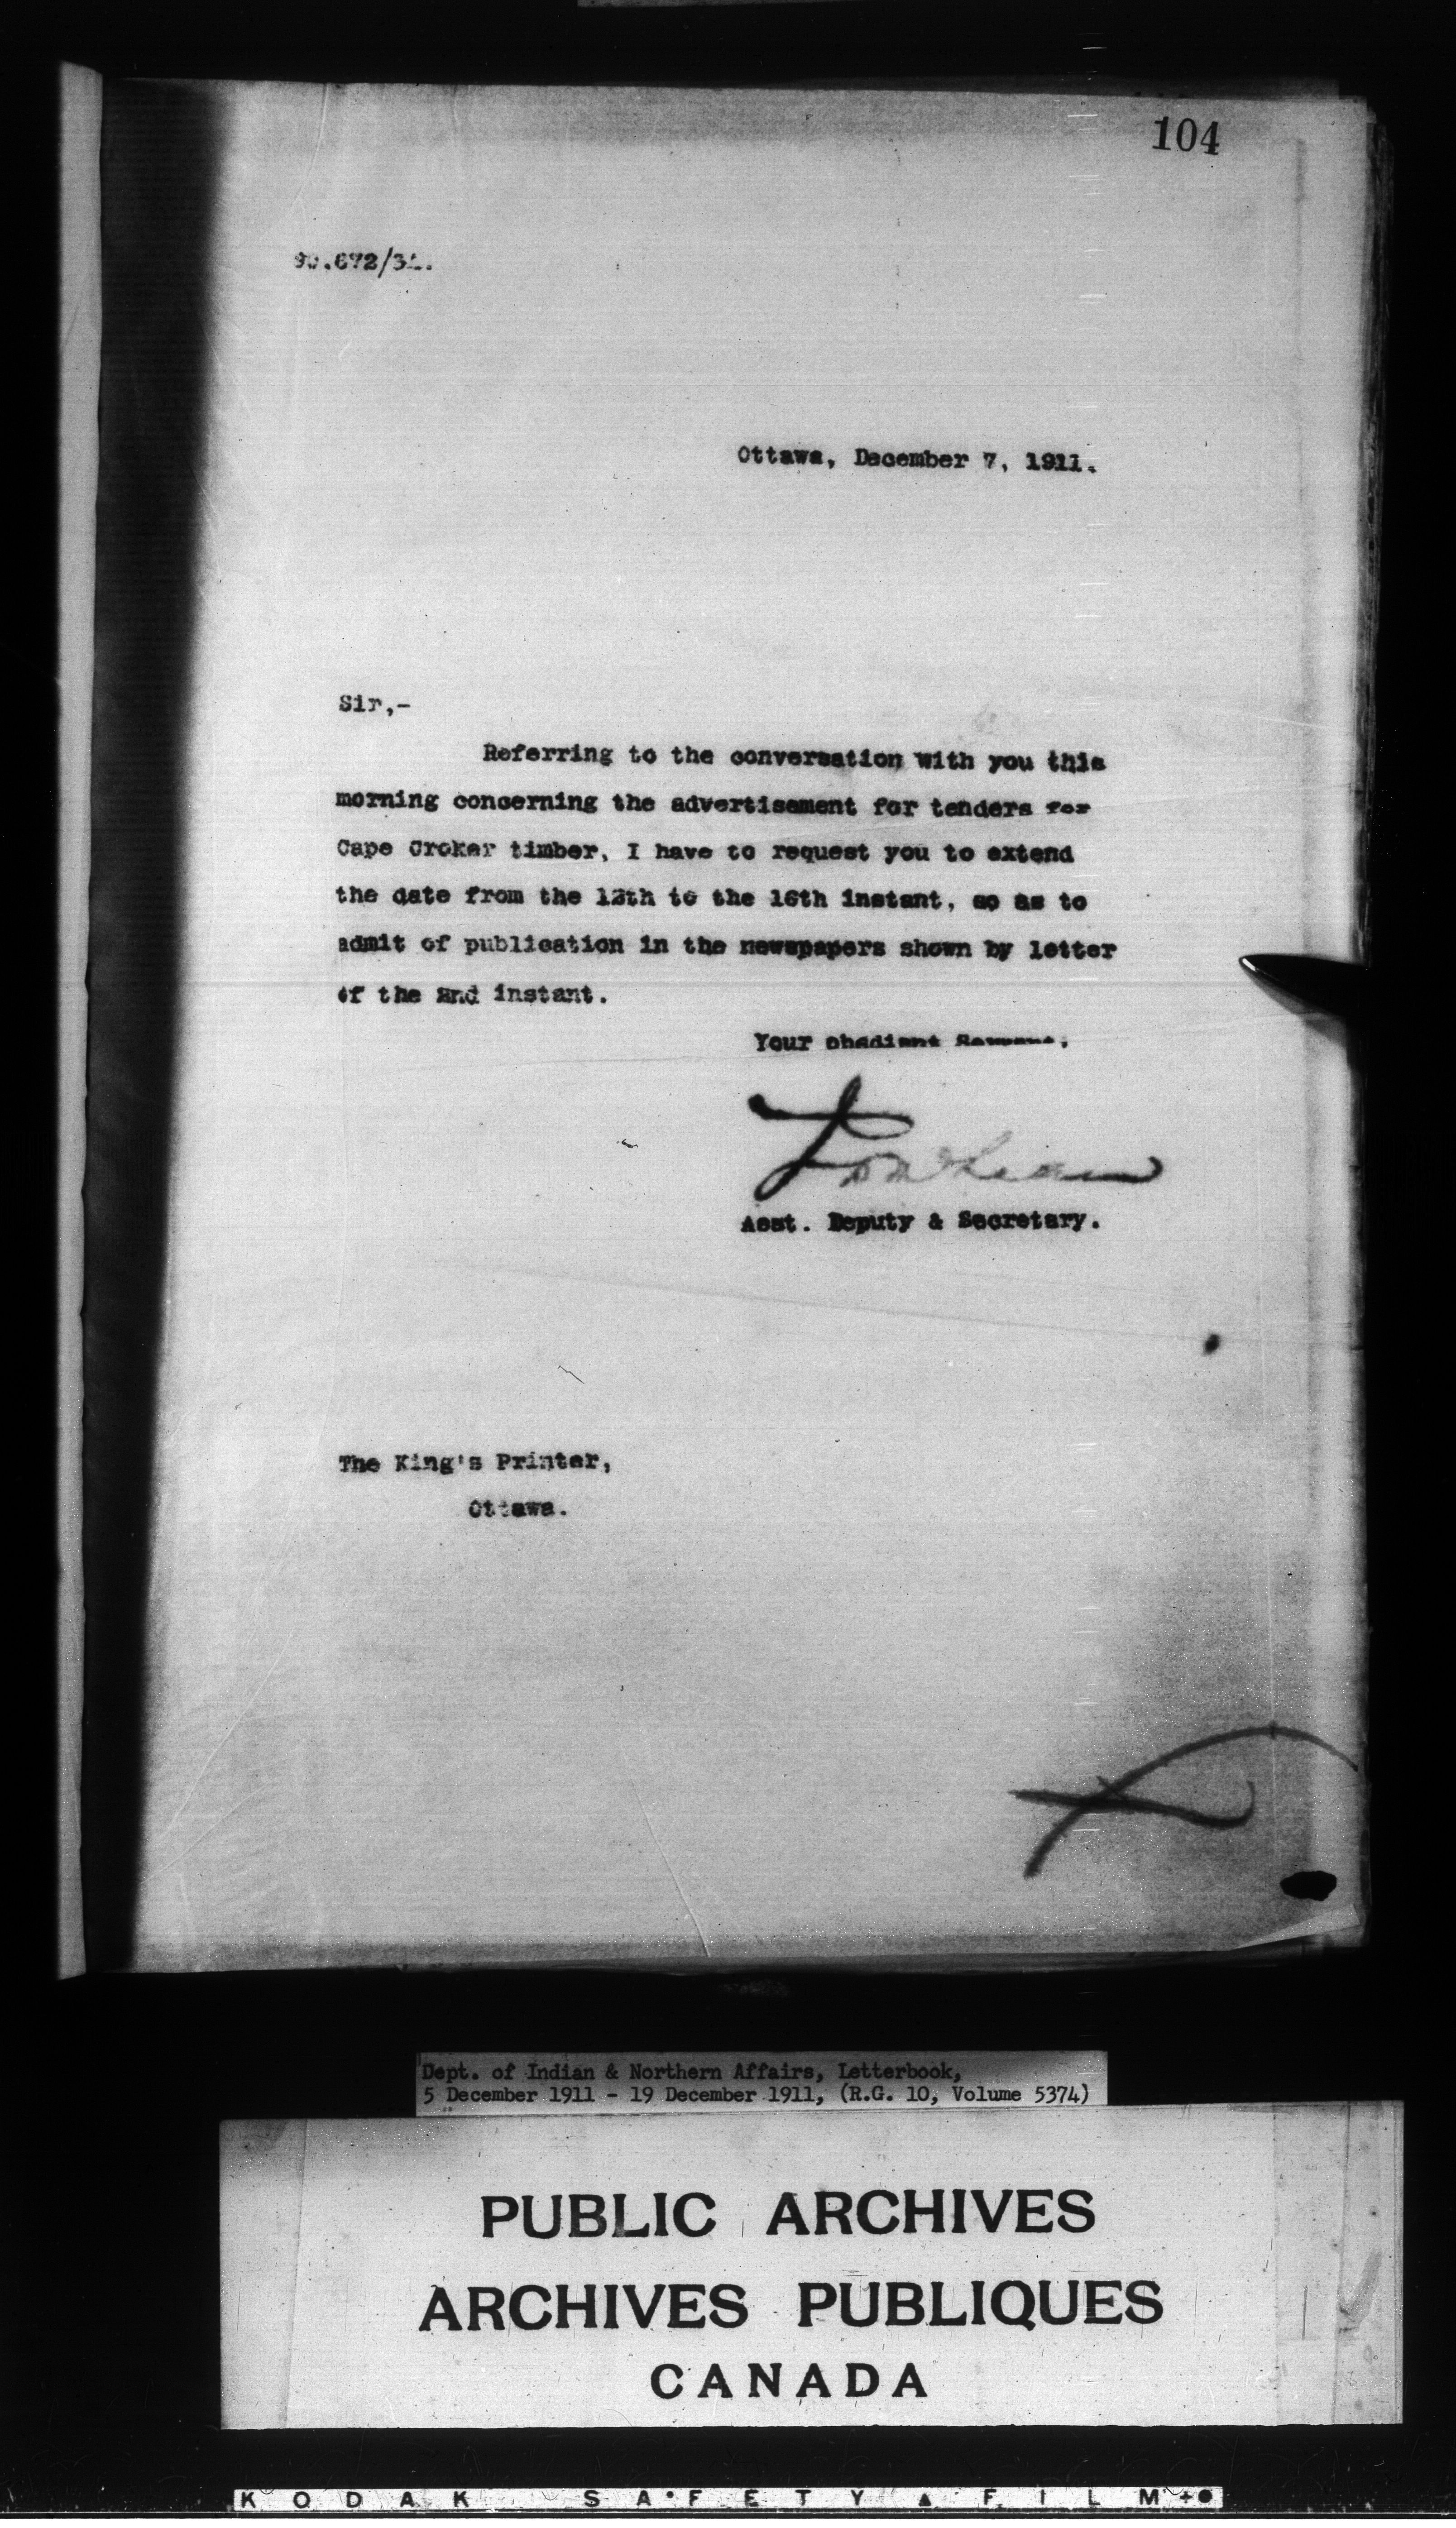 104
Ottawa, December 7, 1911.
Sir,-
Referring to the conversation with you this
morning concerning the advertisement for tenders for
Cape Croker timber, I have to request you to extend
the date from the to the 16th instant, so as to
admit of publication in the newspapers shown by letter
of the 2nd instant.
Your obedient Servant,
Asst. Deputy & Secretary.
The King's Printer,
Ottawa.
Dept. of Indian & Northern Affairs, Letterbook,
5 December 1911 - 19 December 1911, (R.G. 10, Volume 5374)
PUBLIC ARCHIVES
ARCHIVES PUBLIQUES
CANADA
KODAK SAFETY FILM